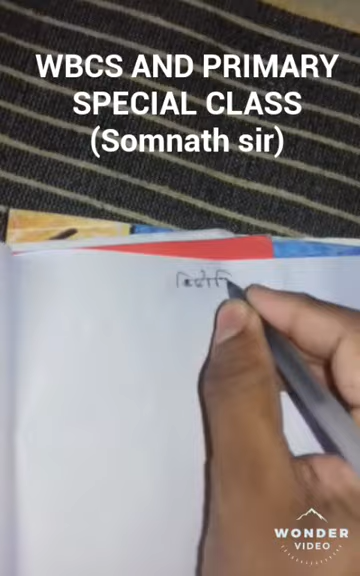 WBCS AND PRIMARY
SPECIAL CLASS
(Somnath sir)
WONDER
VIDEO